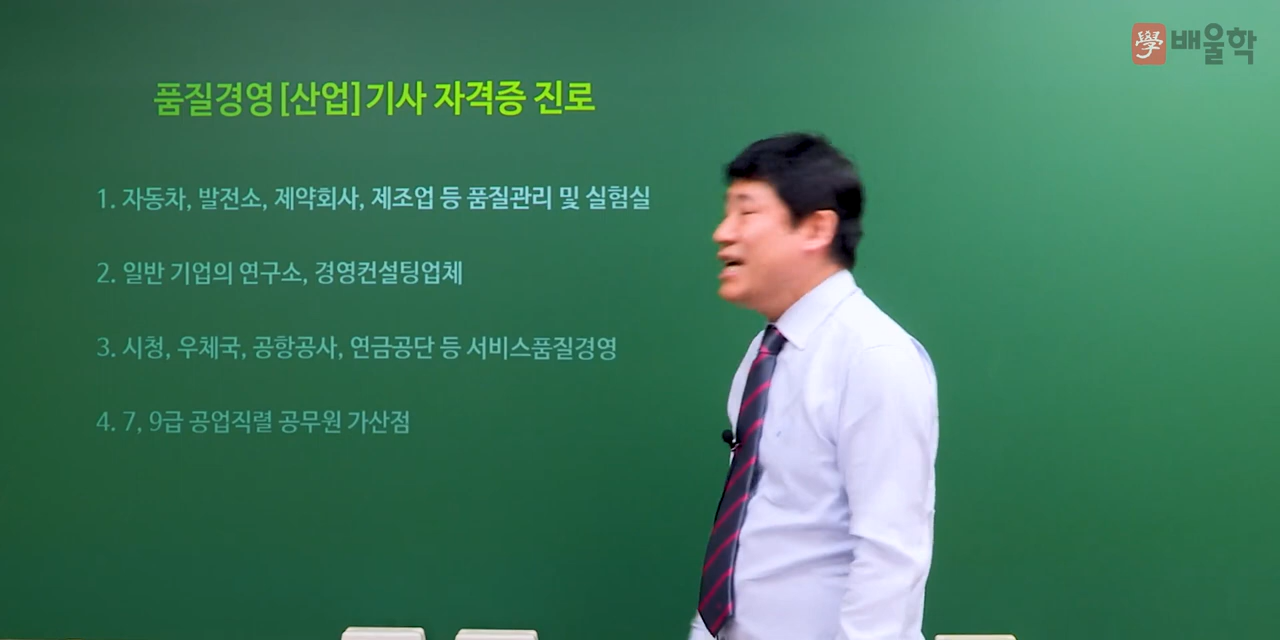 學 배울학
품질경영[산업]기사 자격증 진로
1. 자동차, 발전소, 제약회사, 제조업 등 품질관리 및 실험실
2. 일반 기업의 연구소, 경영컨설팅업체
3. 시청, 우체국, 공항공사, 연금공단 등 서비스품질경영
4. 7, 9급 공업직렬 공무원 가산점